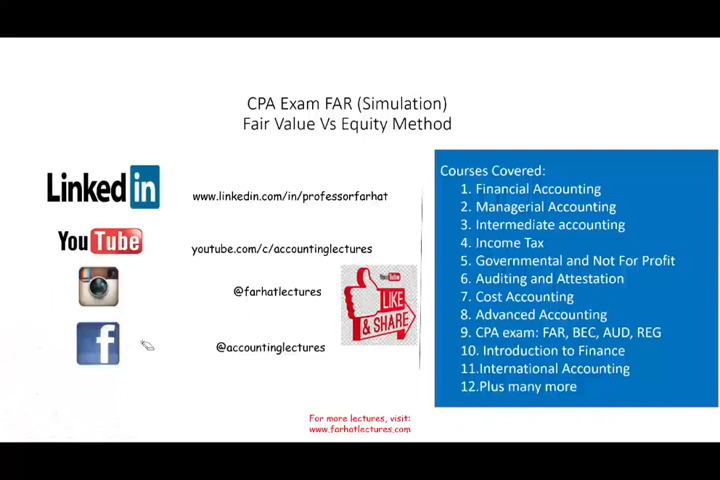 CPA Exam FAR (Simulation)
Fair Value Vs Equity Method
Linked in
www.linkedin.com/in/professorfarhat
YouTube
youtube.com/c/accountinglectures
@farhatlectures
YouTube
LIKE
& SHARE
@accountinglectures
f
For more lectures, visit:
www.farhatlectures.com
Courses Covered:
1. Financial Accounting
2. Managerial Accounting
3. Intermediate accounting
4. Income Tax
5. Governmental and Not For Profit
6. Auditing and Attestation
7. Cost Accounting
8. Advanced Accounting
9. CPA exam: FAR, BEC, AUD, REG
10. Introduction to Finance
11.International Accounting
12.Plus many more